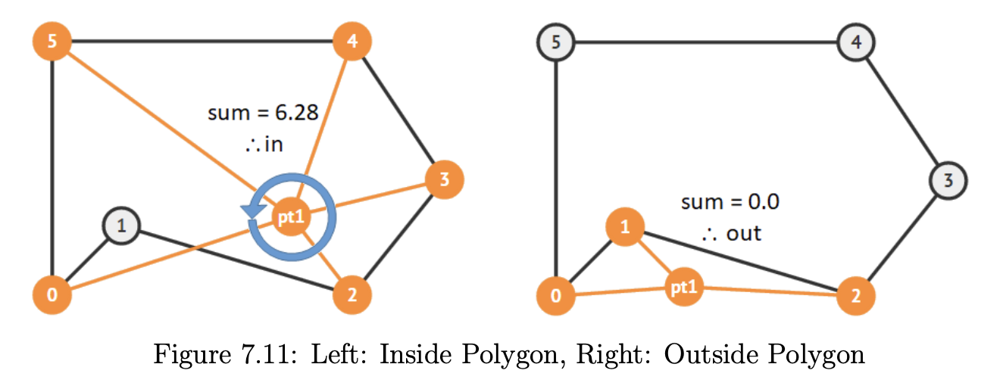 5
4
sum = 6.28
∴ in
3
pt1
1
0
2
5
4
3
sum = 0.0
∴ out
1
pt1
0
2
Figure 7.11: Left: Inside Polygon, Right: Outside Polygon